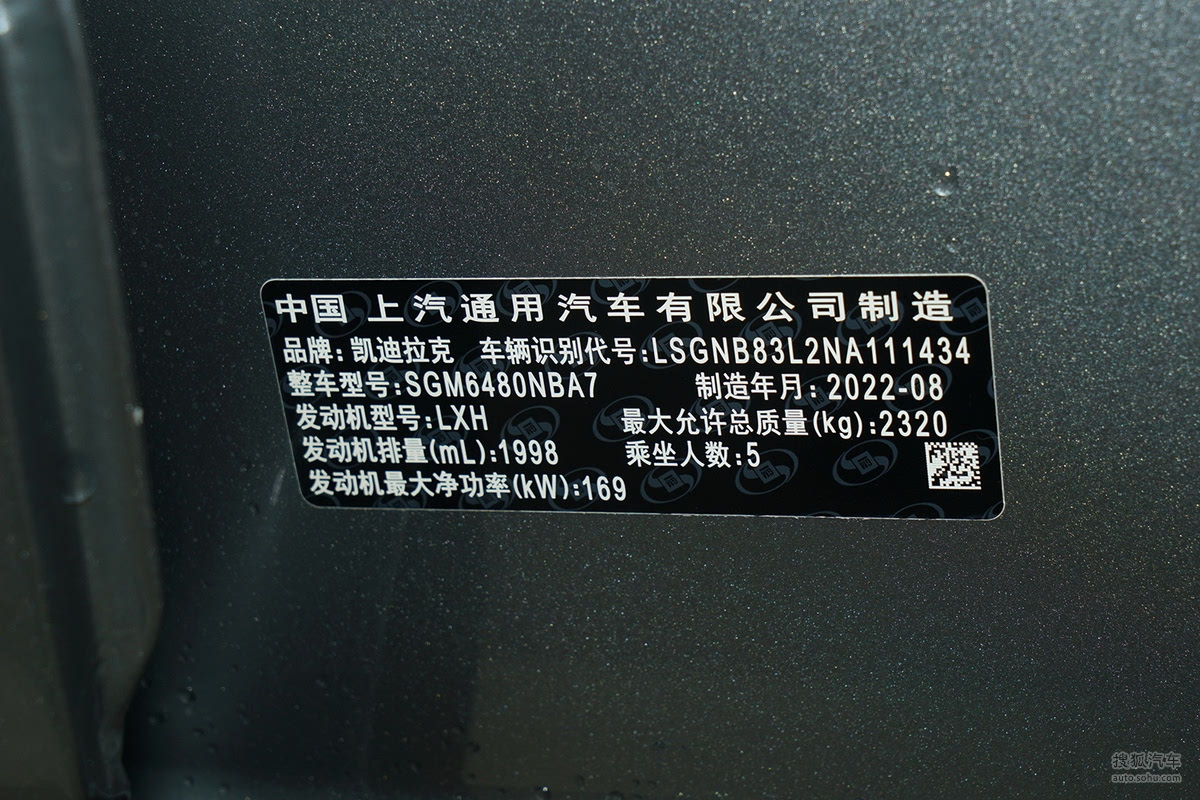 中国 上汽通用汽车有限公司制造
品牌:凯迪拉克 车辆识别代号:LSGNB83L2NA111434
整车型号:SGM6480NBA7 制造年月:2022-08
发动机型号:LXH 最大允许总质量(kg):2320
发动机排量(mL):1998 乘坐人数:5
发动机最大净功率(kW):169
搜狐汽车
auto.sohu.com